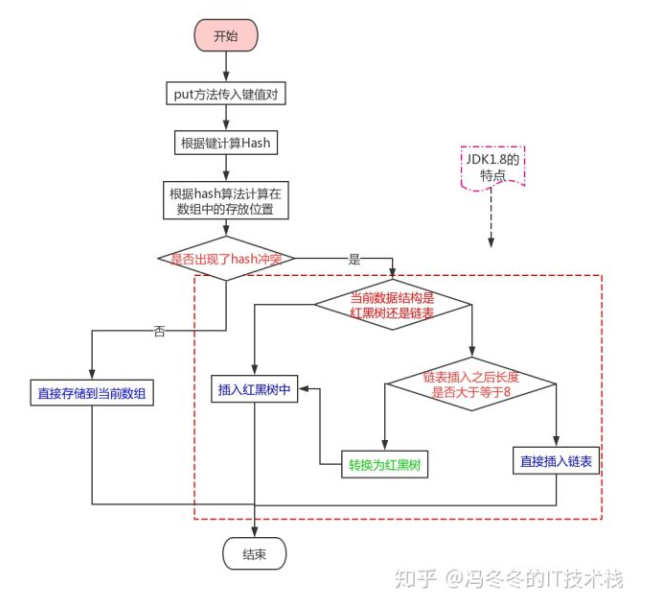 开始
put方法传入键值对
根据键计算Hash
JDK1.8的
特点
根据hash算法计算在
数组中的存放位置
是否出现了hash冲突
是
当前数据结构是
红黑树还是链表
否
链表插入之后长度
是否大于等于8
直接存储到当前数组
插入红黑树中
转换为红黑树
直接插入链表
结束
知乎 @冯冬冬的IT技术栈